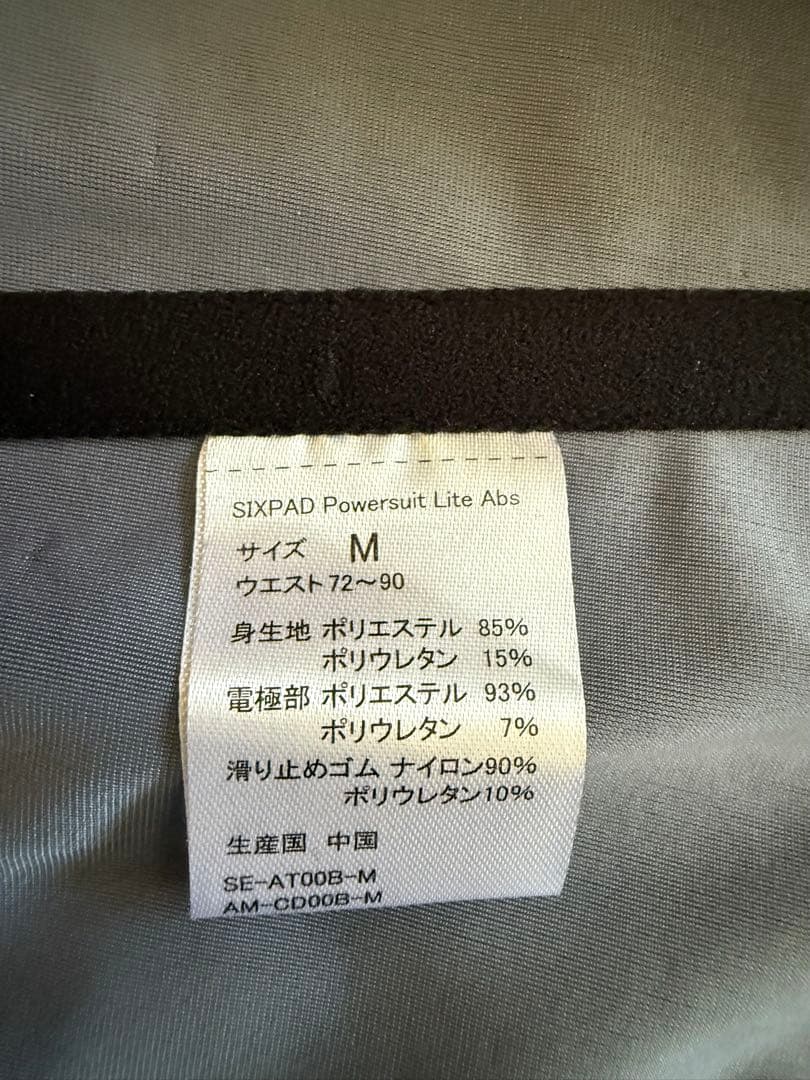 SIXPAD Powersuit Lite Abs
サイズ M
ウエスト72～90
身生地 ポリエステル 85%
ポリウレタン 15%
電極部 ポリエステル 93%
ポリウレタン 7%
滑り止めゴム ナイロン90%
ポリウレタン10%
生産国 中国
SE-AT00B-M
AM-CD00B-M